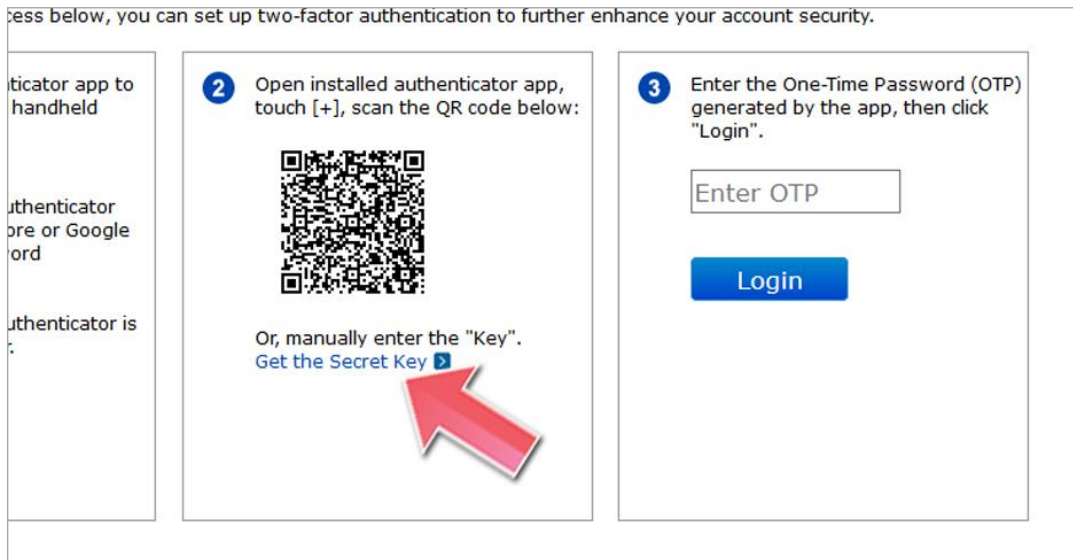 cess below, you can set up two-factor authentication to further enhance your account security.
ticator app to
handheld
uthenticator
ore or Google
ord
uthenticator is
r.
2
Open installed authenticator app,
touch [+], scan the QR code below:
Or, manually enter the "Key".
Get the Secret Key
3
Enter the One-Time Password (OTP)
generated by the app, then click
"Login".
Enter OTP
Login